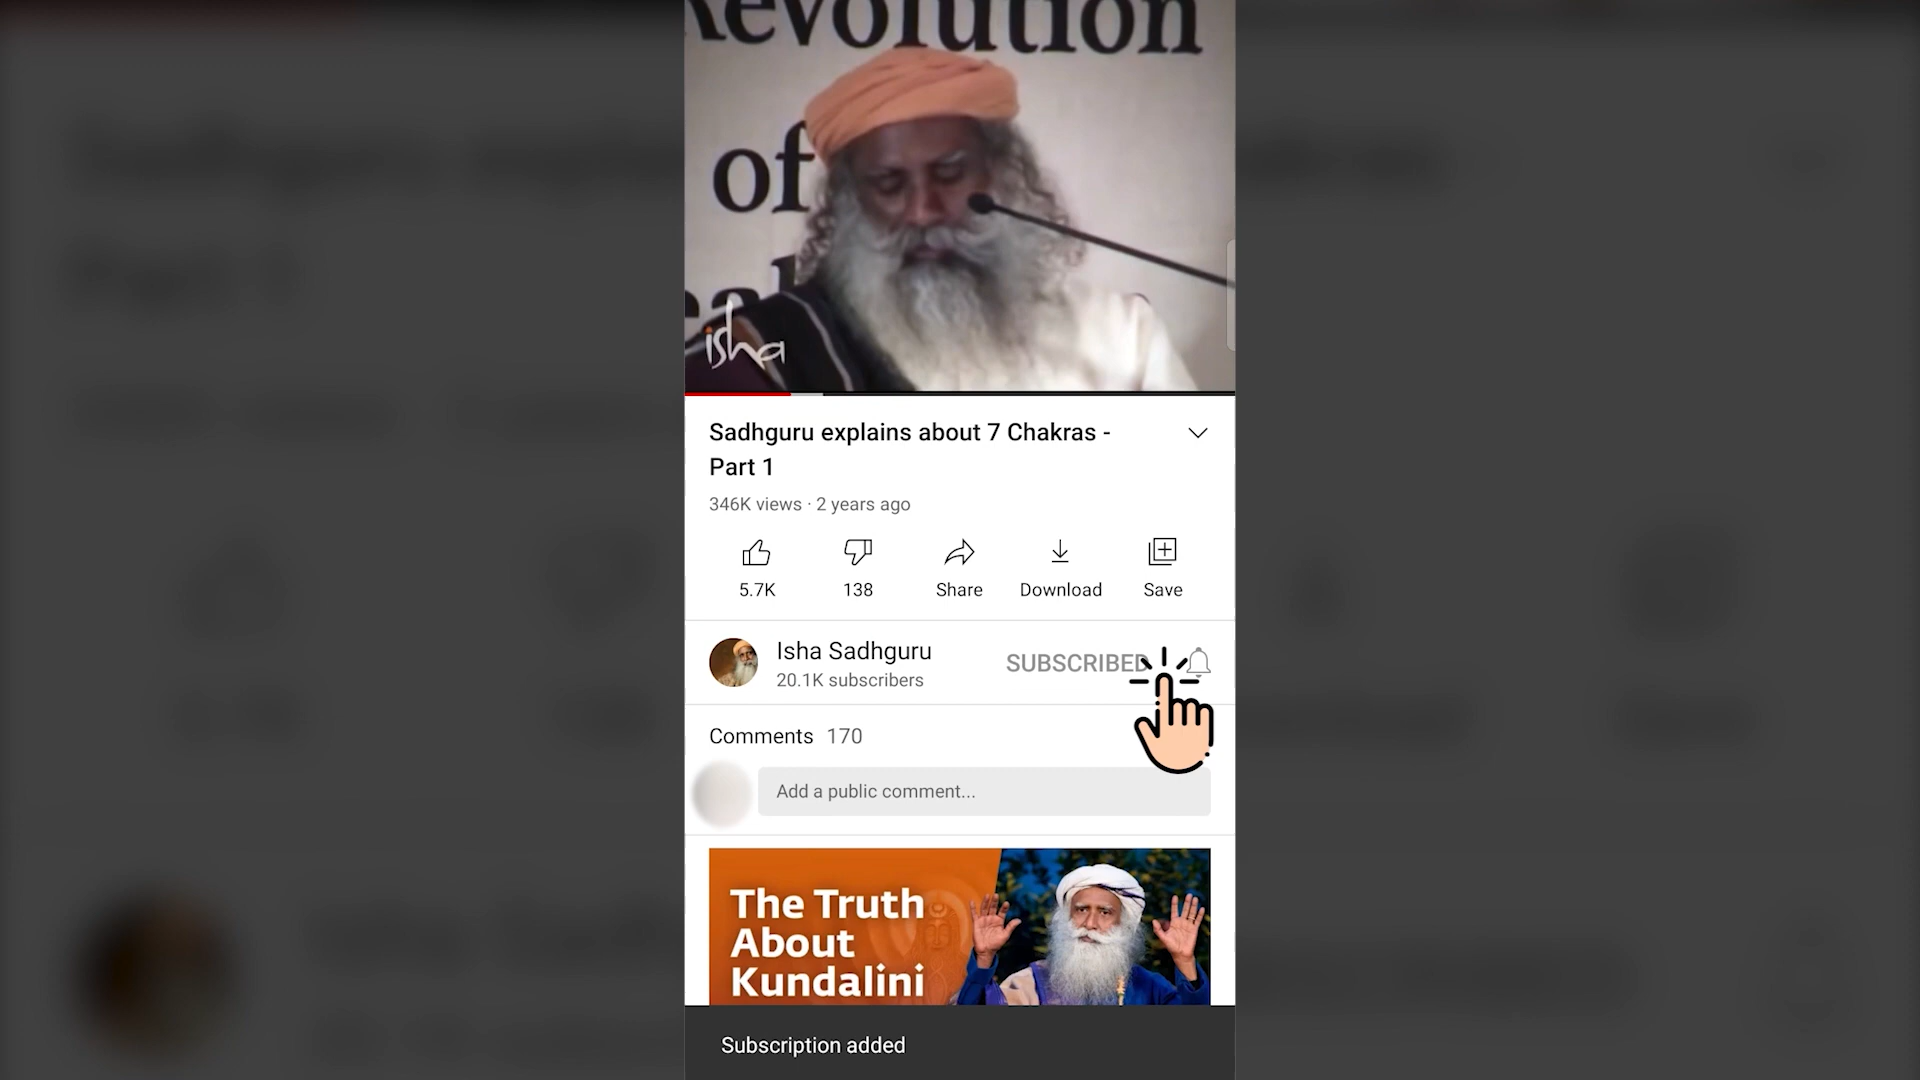 Revolution
of
isha
Sadhguru explains about 7 Chakras -
Part 1
346K views · 2 years ago
5.7K
138
Share
Download
Save
Isha Sadhguru
20.1K subscribers
SUBSCRIBED
Comments 170
Add a public comment...
The Truth
About
Kundalini
Subscription added